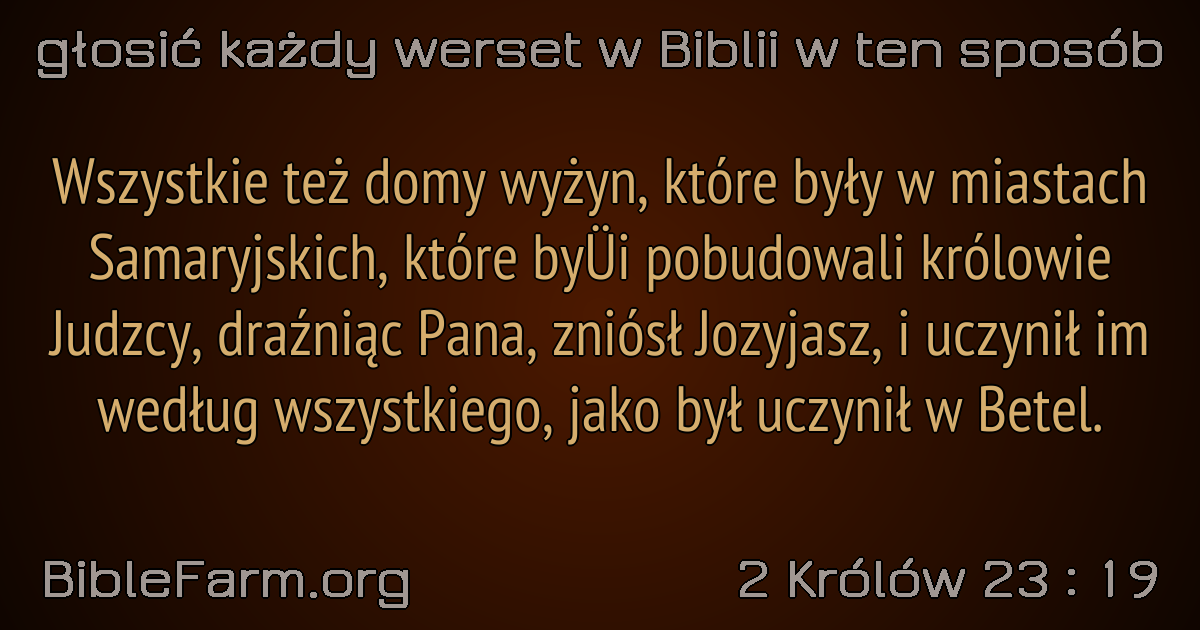 głosić każdy werset w Biblii w ten sposób
Wszystkie też domy wyżyn, które były w miastach
Samaryjskich, które byÜi pobudowali królowie
Judzcy, draźniąc Pana, zniósł Jozyjasz, i uczynił im
według wszystkiego, jako był uczynił w Betel.
BibleFarm.org
2 Królów 23 : 19